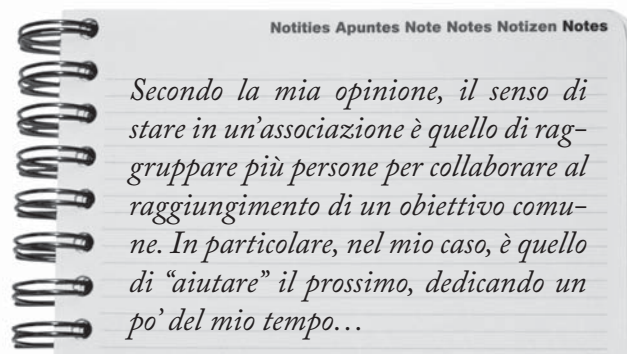 Notities Apuntes Note Notes Notizen Notes
Secondo la mia opinione, il senso di
stare in un'associazione è quello di rag-
gruppare più persone per collaborare al
raggiungimento di un obiettivo comu-
ne. In particolare, nel mio caso, è quello
di “aiutare” il prossimo, dedicando un
po' del mio tempo…